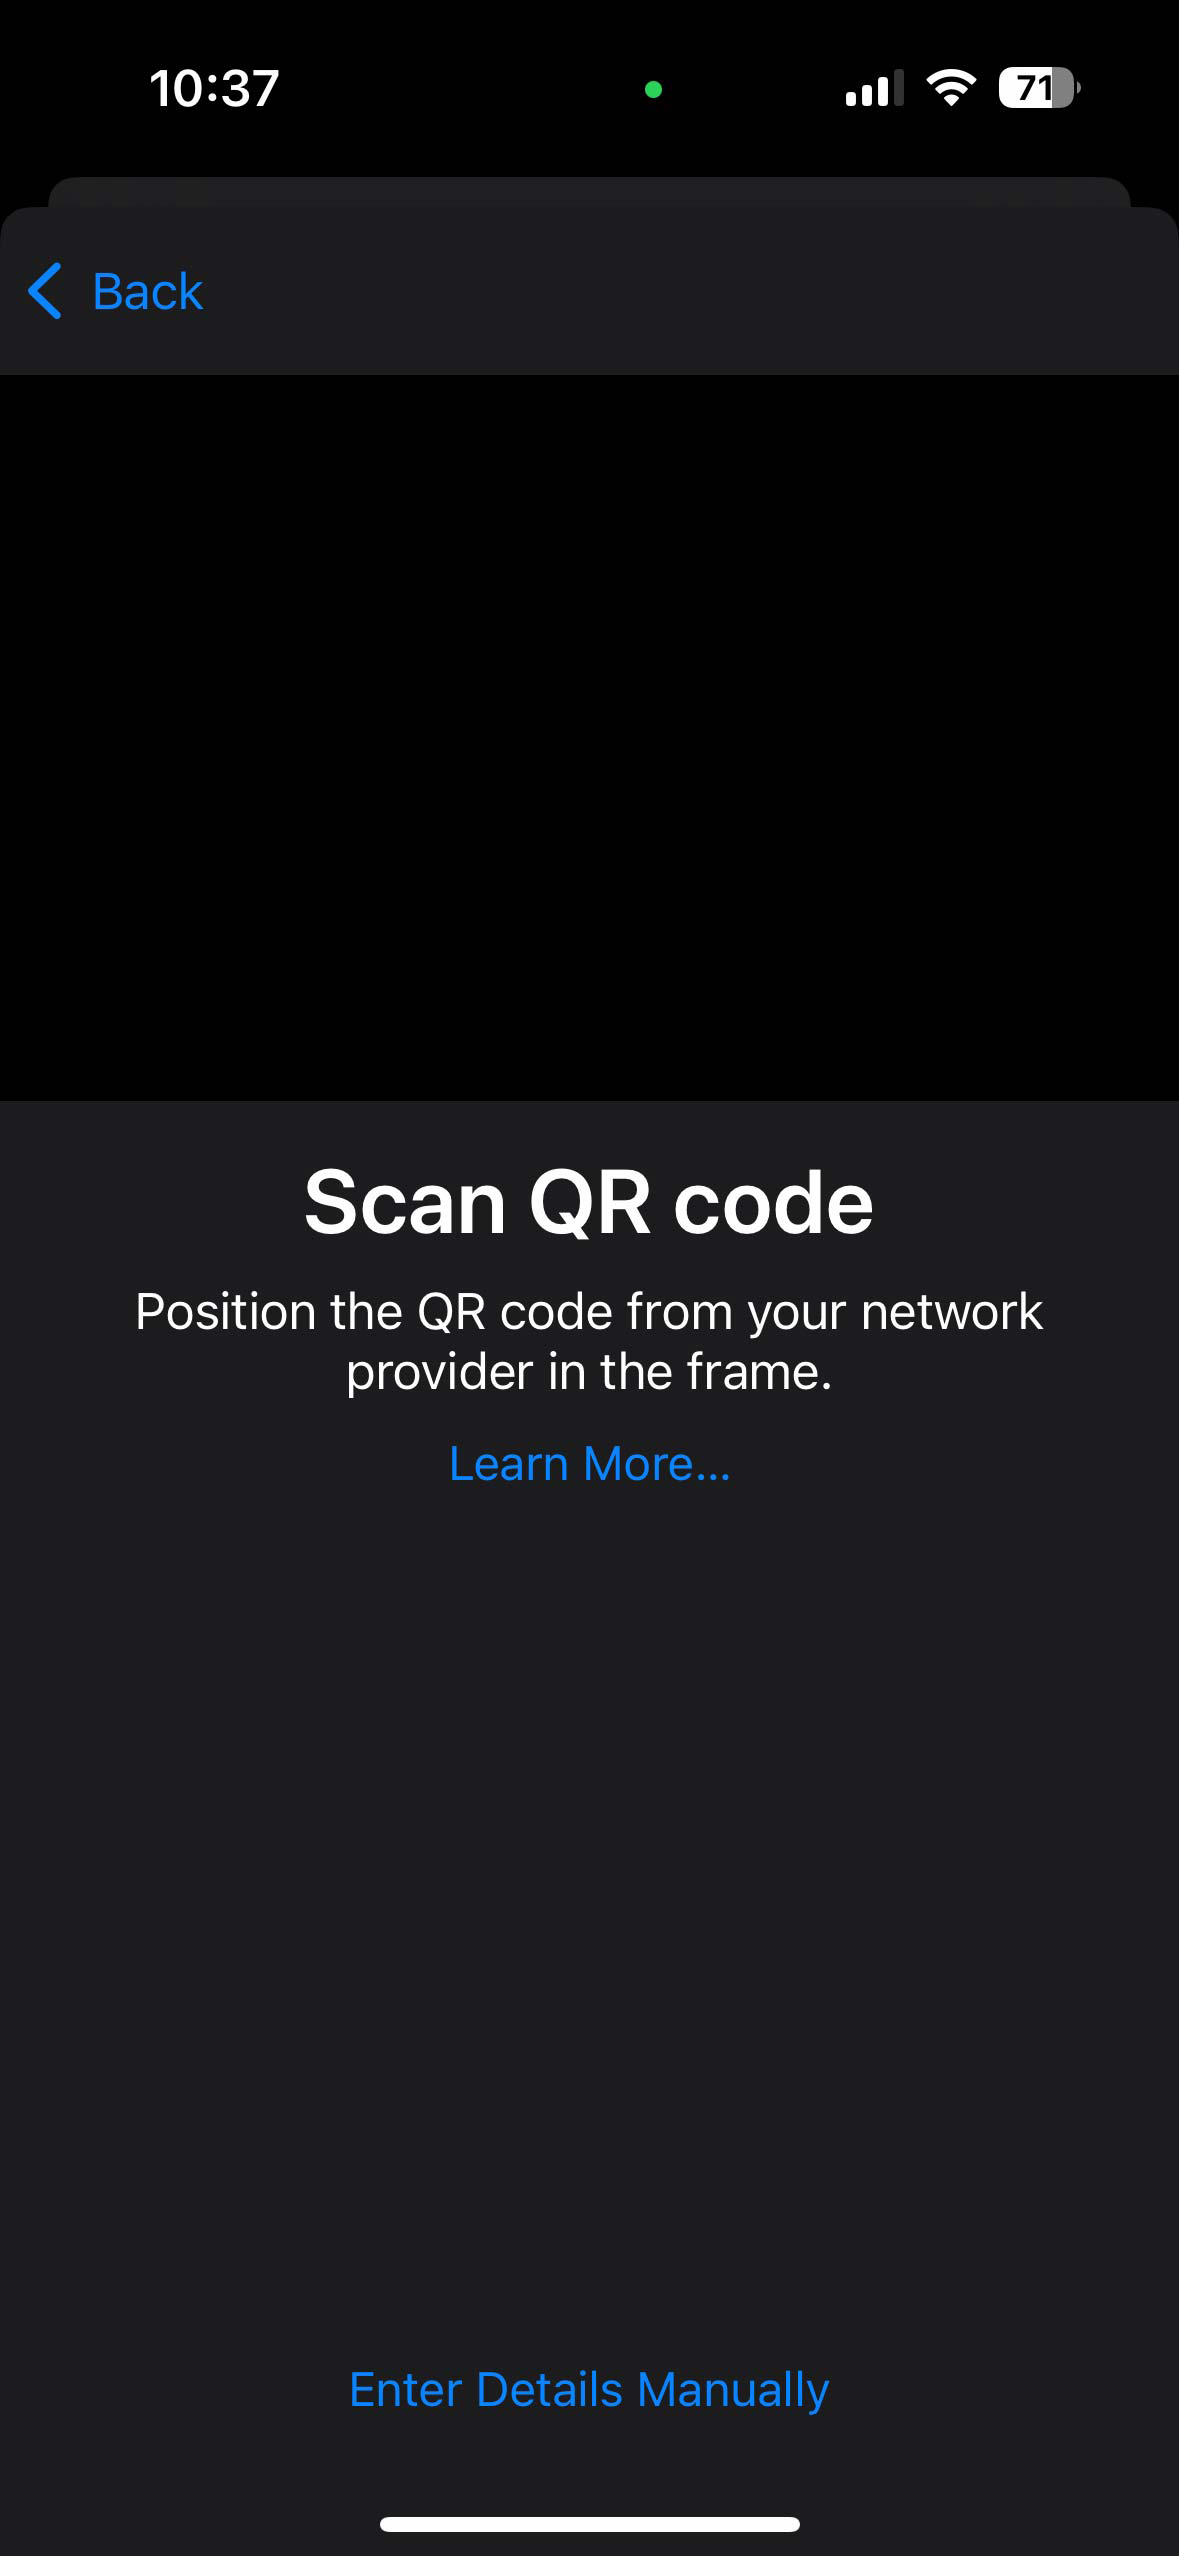 10:37
71
Back
Scan QR code
Position the QR code from your network
provider in the frame.
Learn More...
Enter Details Manually